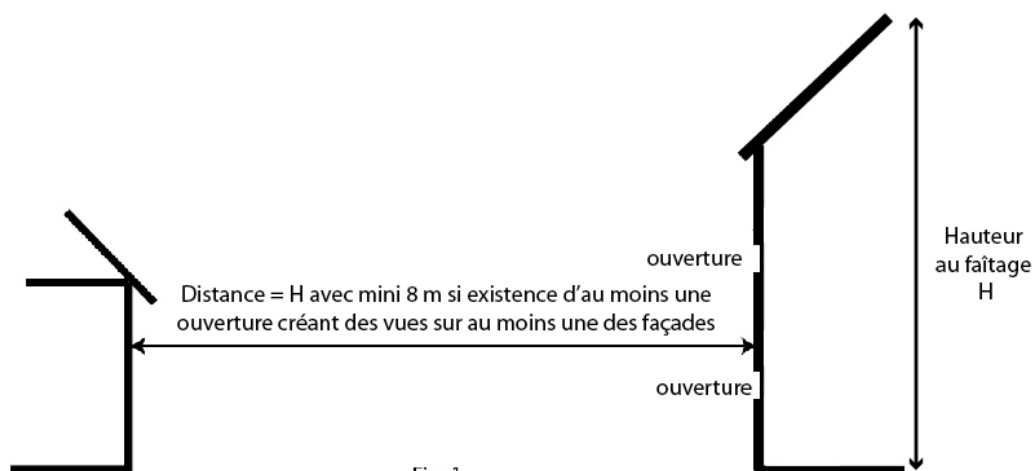 ouverture
Distance = H avec mini 8 m si existence d'au moins une
ouverture créant des vues sur au moins une des façades
ouverture
Hauteur
au faîtage
H